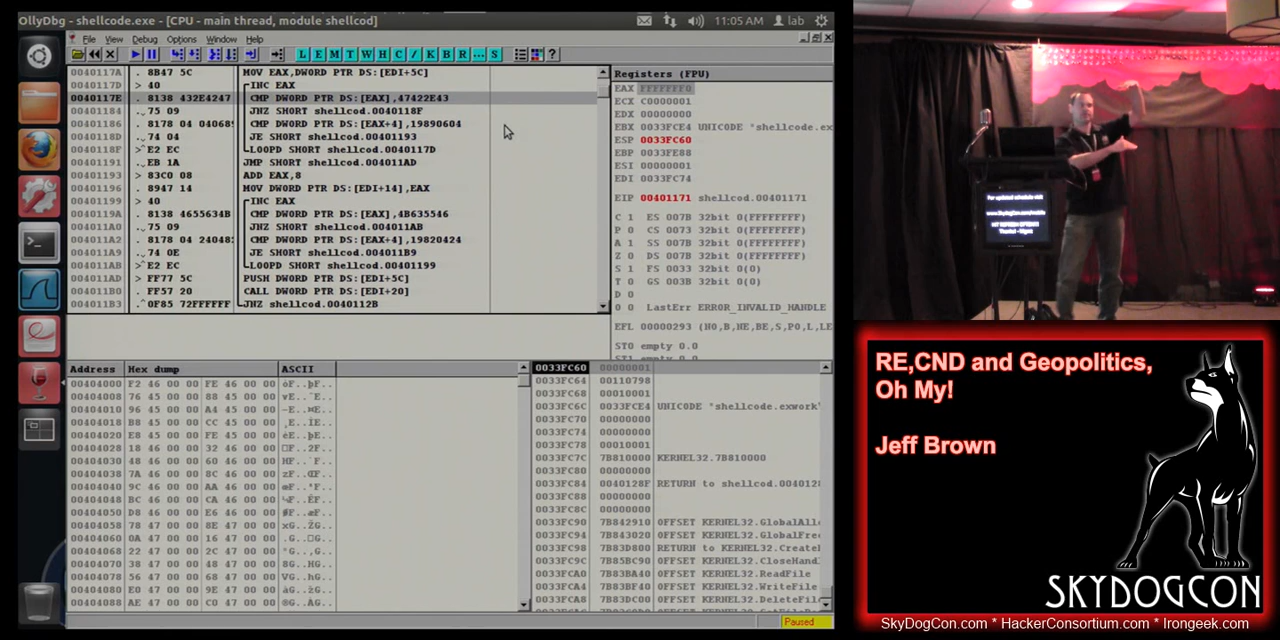 OllyDbg - shellcode.exe - [CPU - main thread, module shellcod]
11:05 AM
lab
File View Debug Options Window Help
L E M T W H C / K B R ... S
?
0040117A . 8B47 5C MOV EAX,DWORD PTR DS:[EDI+5C]
0040117D > 40 INC EAX
0040117E . 8138 432E4247 CMP DWORD PTR DS:[EAX],47422E43
00401184 . 75 09 JNZ SHORT shellcod.0040118F
00401186 . 8178 04 040689 CMP DWORD PTR DS:[EAX+4],19890604
0040118D . 74 04 JE SHORT shellcod.00401193
0040118F >^E2 EC LOOPD SHORT shellcod.0040117D
00401191 . EB 1A JMP SHORT shellcod.004011AD
00401193 > 83C0 08 ADD EAX,8
00401196 . 8947 14 MOV DWORD PTR DS:[EDI+14],EAX
00401199 > 40 INC EAX
0040119A . 8138 4655634B CMP DWORD PTR DS:[EAX],4B635546
004011A0 . 75 09 JNZ SHORT shellcod.004011AB
004011A2 . 8178 04 240482 CMP DWORD PTR DS:[EAX+4],19820424
004011A9 . 74 0E JE SHORT shellcod.004011B9
004011AB >^E2 EC LOOPD SHORT shellcod.00401199
004011AD > FF77 5C PUSH DWORD PTR DS:[EDI+5C]
004011B0 . FF57 20 CALL DWORD PTR DS:[EDI+20]
004011B3 .^0F85 72FFFFFF JNZ shellcod.0040112B
Registers (FPU)
EAX FFFFFFF0
ECX C0000001
EDX 00000000
EBX 0033FCE4 UNICODE "shellcode.ex
ESP 0033FC60
EBP 0033FE88
ESI 00000001
EDI 0033FC74
EIP 00401171 shellcod.00401171
C 1 ES 007B 32bit 0(FFFFFFFF)
P 0 CS 0073 32bit 0(FFFFFFFF)
A 1 SS 007B 32bit 0(FFFFFFFF)
Z 0 DS 007B 32bit 0(FFFFFFFF)
S 1 FS 0033 32bit 0(0)
T 0 GS 003B 32bit 0(0)
D 0
0 0 LastErr ERROR_INVALID_HANDLE
EFL 00000293 (NO,B,NE,BE,S,PO,L,LE
ST0 empty 0.0
ST1 empty 0.0
Address Hex dump ASCII
00404000 F2 46 00 00 FE 46 00 00
00404008 76 45 00 00 88 45 00 00
00404010 96 45 00 00 A4 45 00 00
00404018 B8 45 00 00 CC 45 00 00
00404020 E8 45 00 00 FE 45 00 00
00404028 18 46 00 00 32 46 00 00
00404030 48 46 00 00 60 46 00 00
00404038 7A 46 00 00 8C 46 00 00
00404040 9C 46 00 00 AA 46 00 00
00404048 BC 46 00 00 CA 46 00 00
00404050 D8 46 00 00 E6 46 00 00
00404058 78 47 00 00 8E 47 00 00
00404060 0A 47 00 00 16 47 00 00
00404068 22 47 00 00 2C 47 00 00
00404070 38 47 00 00 48 47 00 00
00404078 56 47 00 00 68 47 00 00
00404080 E0 47 00 00 9E 47 00 00
00404088 AE 47 00 00 C0 47 00 00
0033FC60 00000001
0033FC64 00110798
0033FC68 00010001
0033FC6C 0033FCE4 UNICODE "shellcode.exwork"
0033FC70 00000000
0033FC74 00000000
0033FC78 00010001
0033FC7C 7B810000 KERNEL32.7B810000
0033FC80 00000000
0033FC84 0040128F RETURN to shellcod.0040128
0033FC88 00000000
0033FC8C 00000000
0033FC90 7B842910 OFFSET KERNEL32.GlobalAll
0033FC94 7B843020 OFFSET KERNEL32.GlobalFre
0033FC98 7B83D800 RETURN to KERNEL32.Create
0033FC9C 7B85BC90 OFFSET KERNEL32.CloseHand
0033FCA0 7B83BA40 OFFSET KERNEL32.ReadFile
0033FCA4 7B83BF40 OFFSET KERNEL32.WriteFile
0033FCA8 7B83DC00 OFFSET KERNEL32.DeleteFil
Paused
For updated schedule visit
RE,CND and Geopolitics,
Oh My!
Jeff Brown
SKYDOGCON
SkyDogCon.com * HackerConsortium.com * Irongeek.com